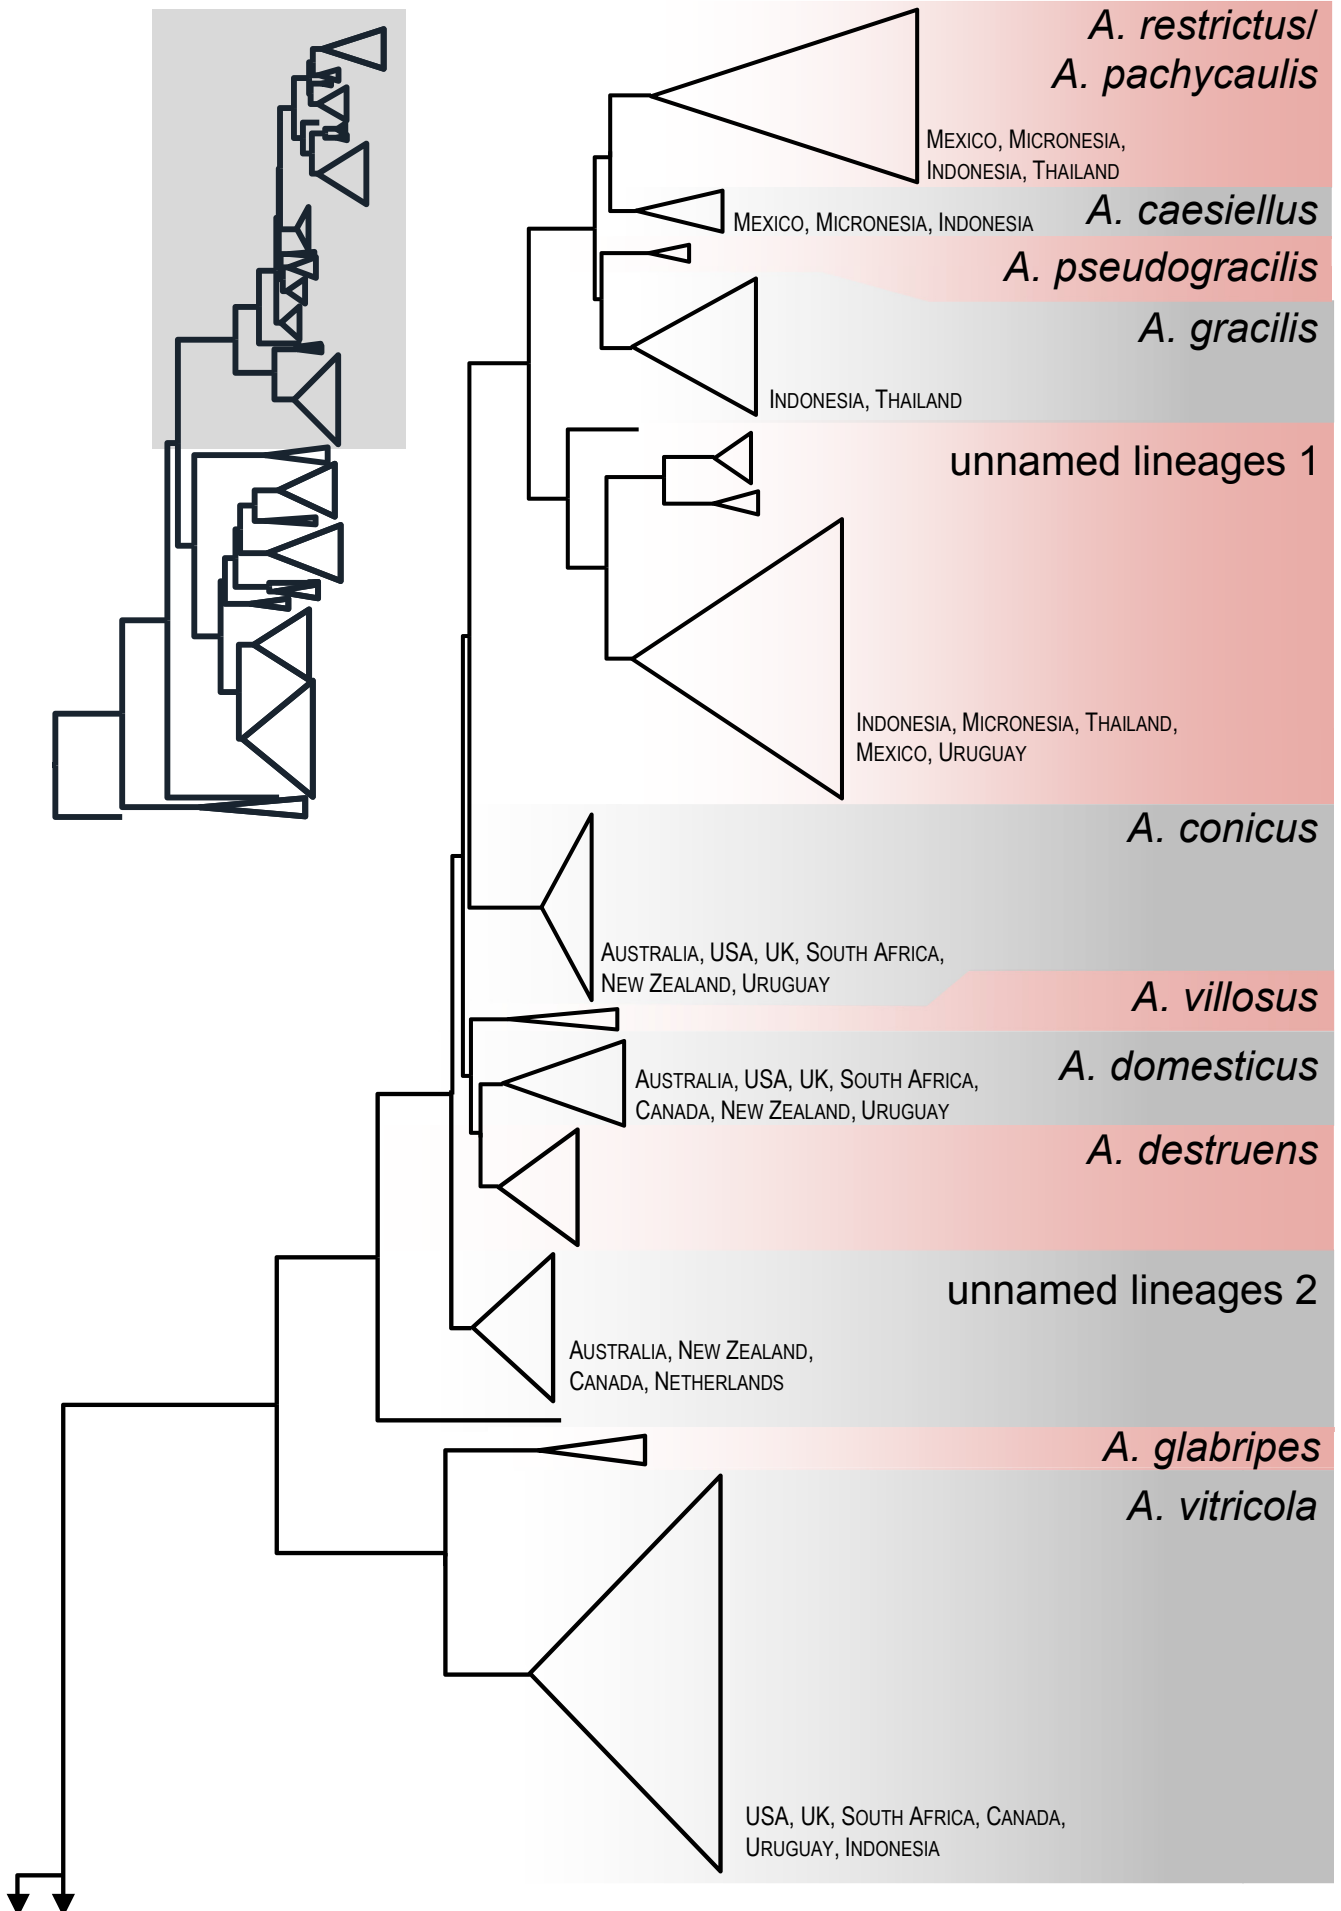 A. restrictus/
A. pachycaulis
MEXICO, MICRONESIA,
INDONESIA, THAILAND
MEXICO, MICRONESIA, INDONESIA
A. caesiellus
A. pseudogracilis
A. gracilis
INDONESIA, THAILAND
unnamed lineages 1
INDONESIA, MICRONESIA, THAILAND,
MEXICO, URUGUAY
A. conicus
AUSTRALIA, USA, UK, SOUTH AFRICA,
NEW ZEALAND, URUGUAY
A. villosus
A. domesticus
AUSTRALIA, USA, UK, SOUTH AFRICA,
CANADA, NEW ZEALAND, URUGUAY
A. destruens
unnamed lineages 2
AUSTRALIA, NEW ZEALAND,
CANADA, NETHERLANDS
A. glabripes
A. vitricola
USA, UK, SOUTH AFRICA, CANADA,
URUGUAY, INDONESIA